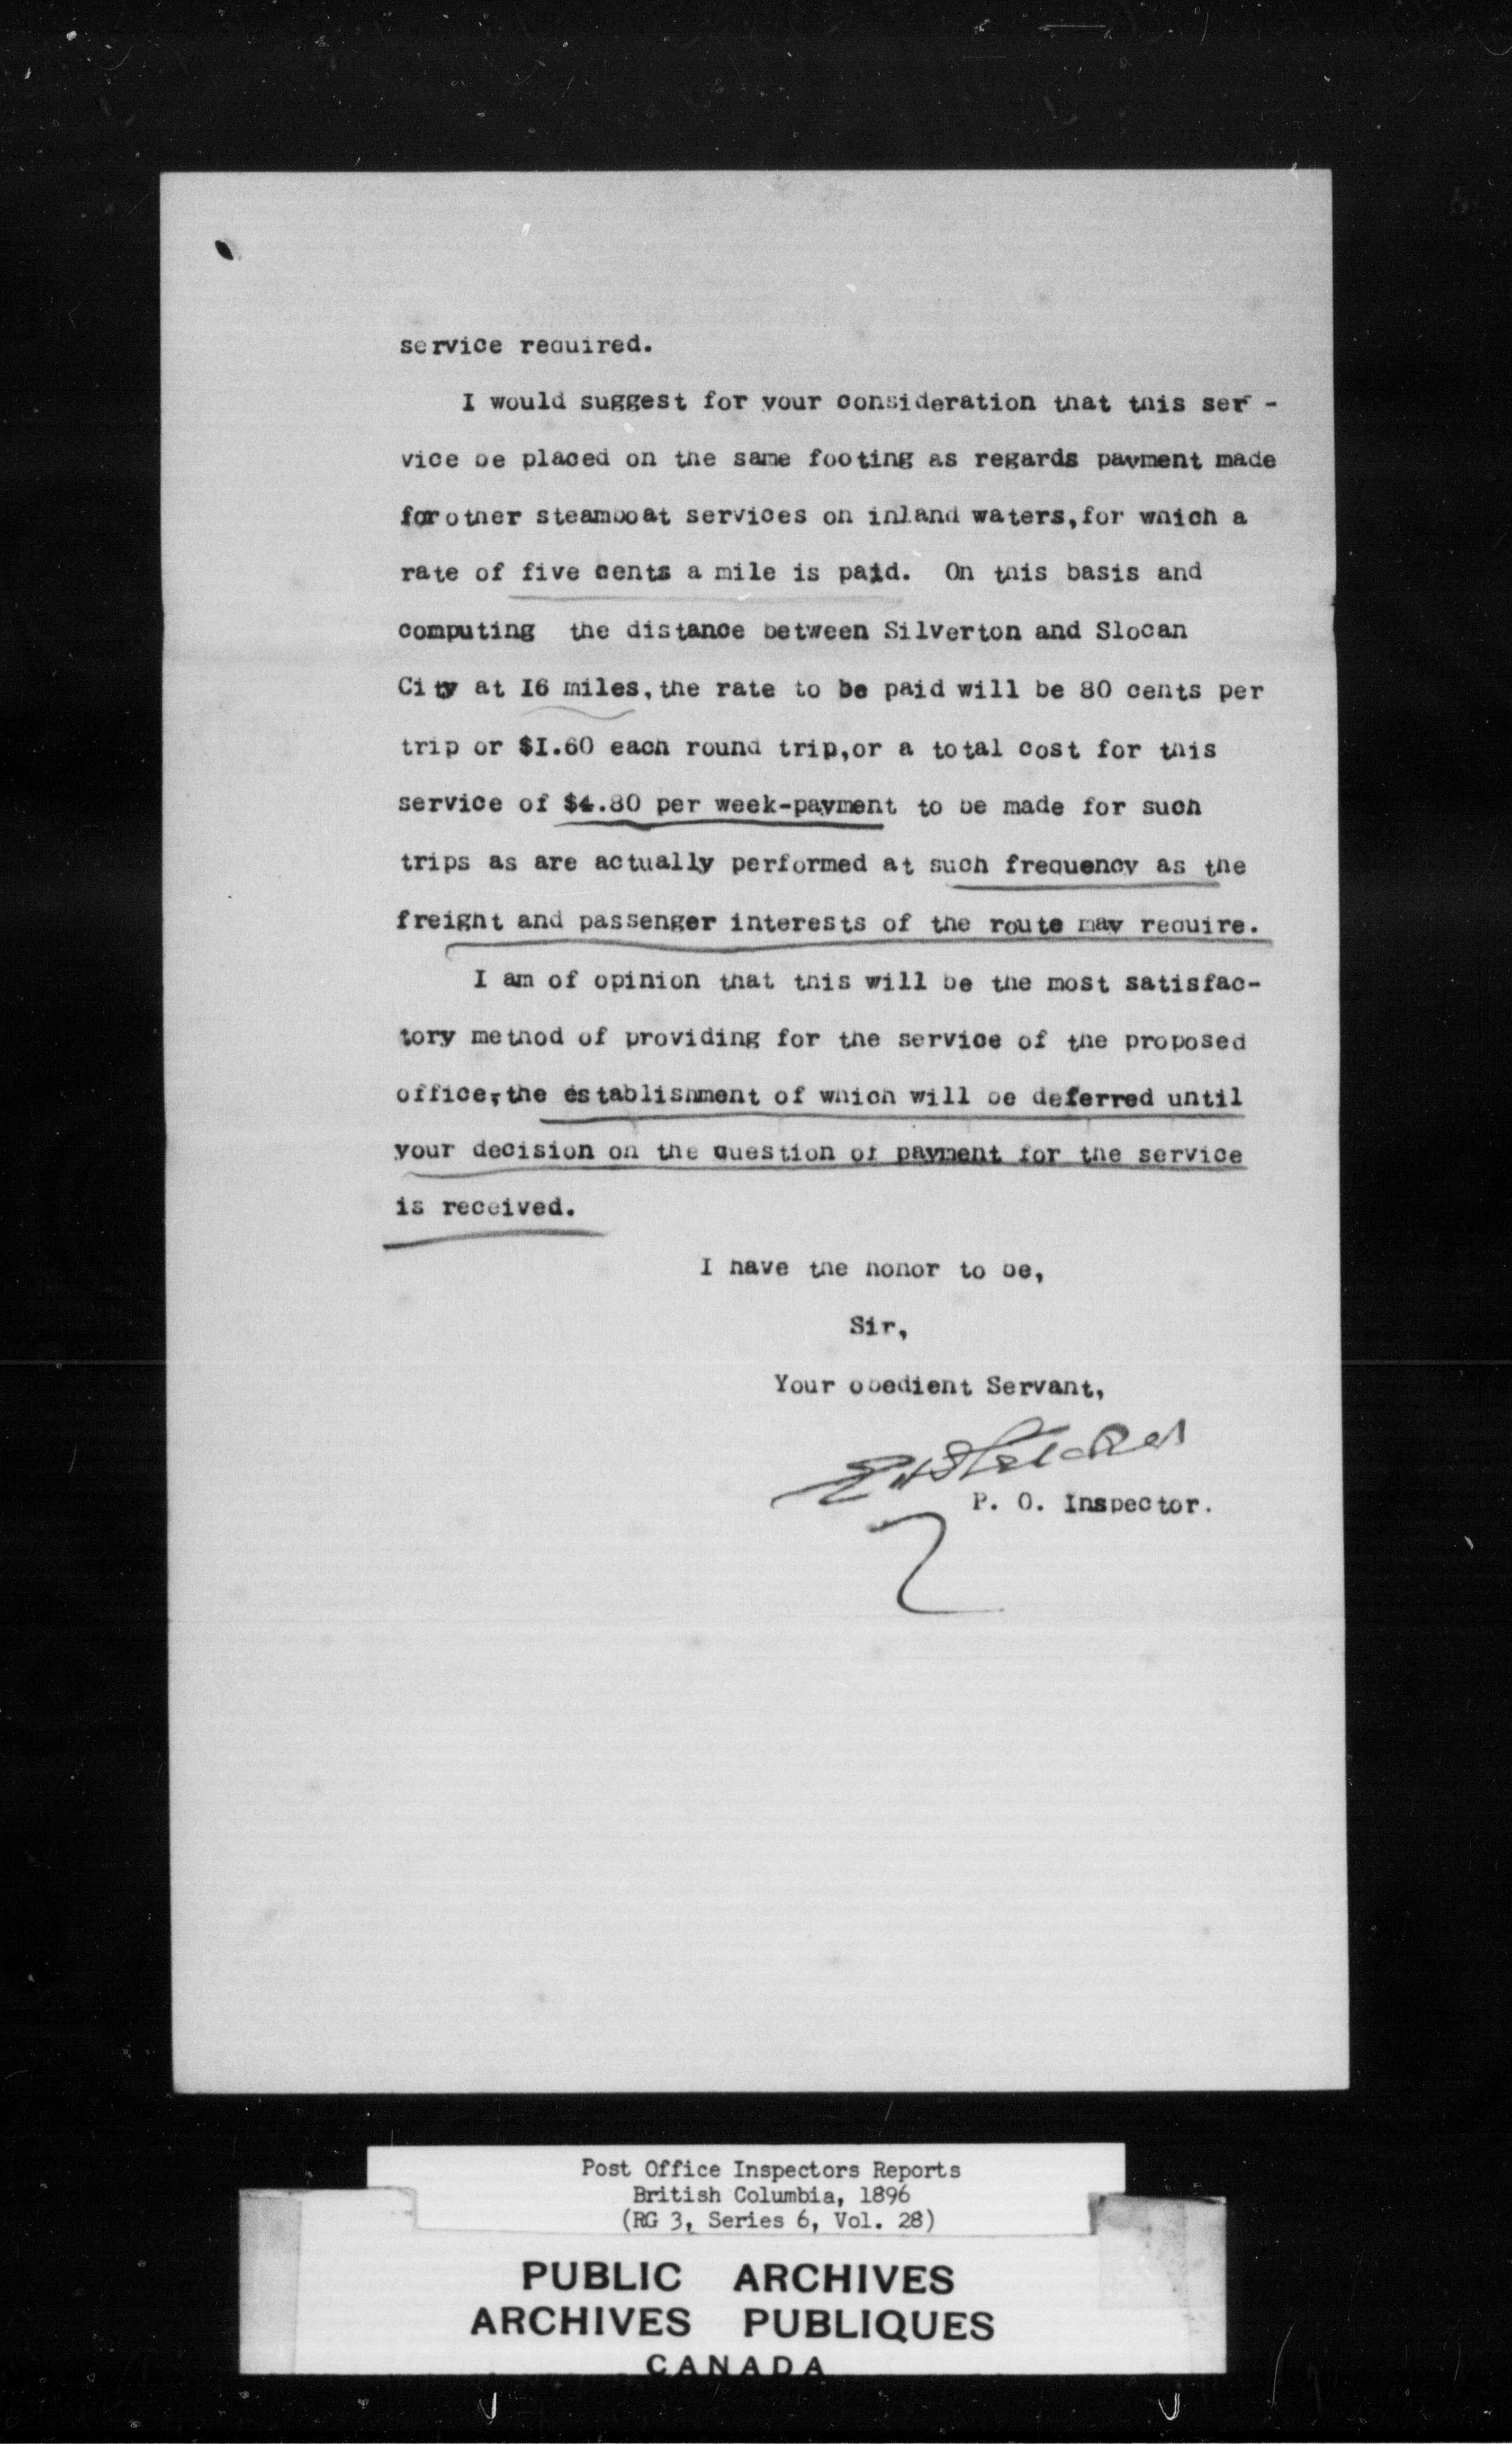 service required.
I would suggest for your consideration that this ser -
vice be placed on the same footing as regards payment made
for other steamboat services on inland waters, for which a
rate of five cents a mile is paid. On this basis and
computing the distance between Silverton and Slocan
City at I6 miles, the rate to be paid will be 80 cents per
trip or $I.60 each round trip, or a total cost for this
service of $4.80 per week-payment to be made for such
trips as are actually performed at such frequency as the
freight and passenger interests of the route may require.
I am of opinion that this will be the most satisfac-
tory method of providing for the service of the proposed
office, the establishment of which will be deferred until
your decision on the question of payment for the service
is received.
I have the honor to be,
Sir,
Your obedient Servant,
P. O. Inspector.
Post Office Inspectors Reports
British Columbia, 1896
(RG 3, Series 6, Vol. 28)
PUBLIC ARCHIVES
ARCHIVES PUBLIQUES
CANADA